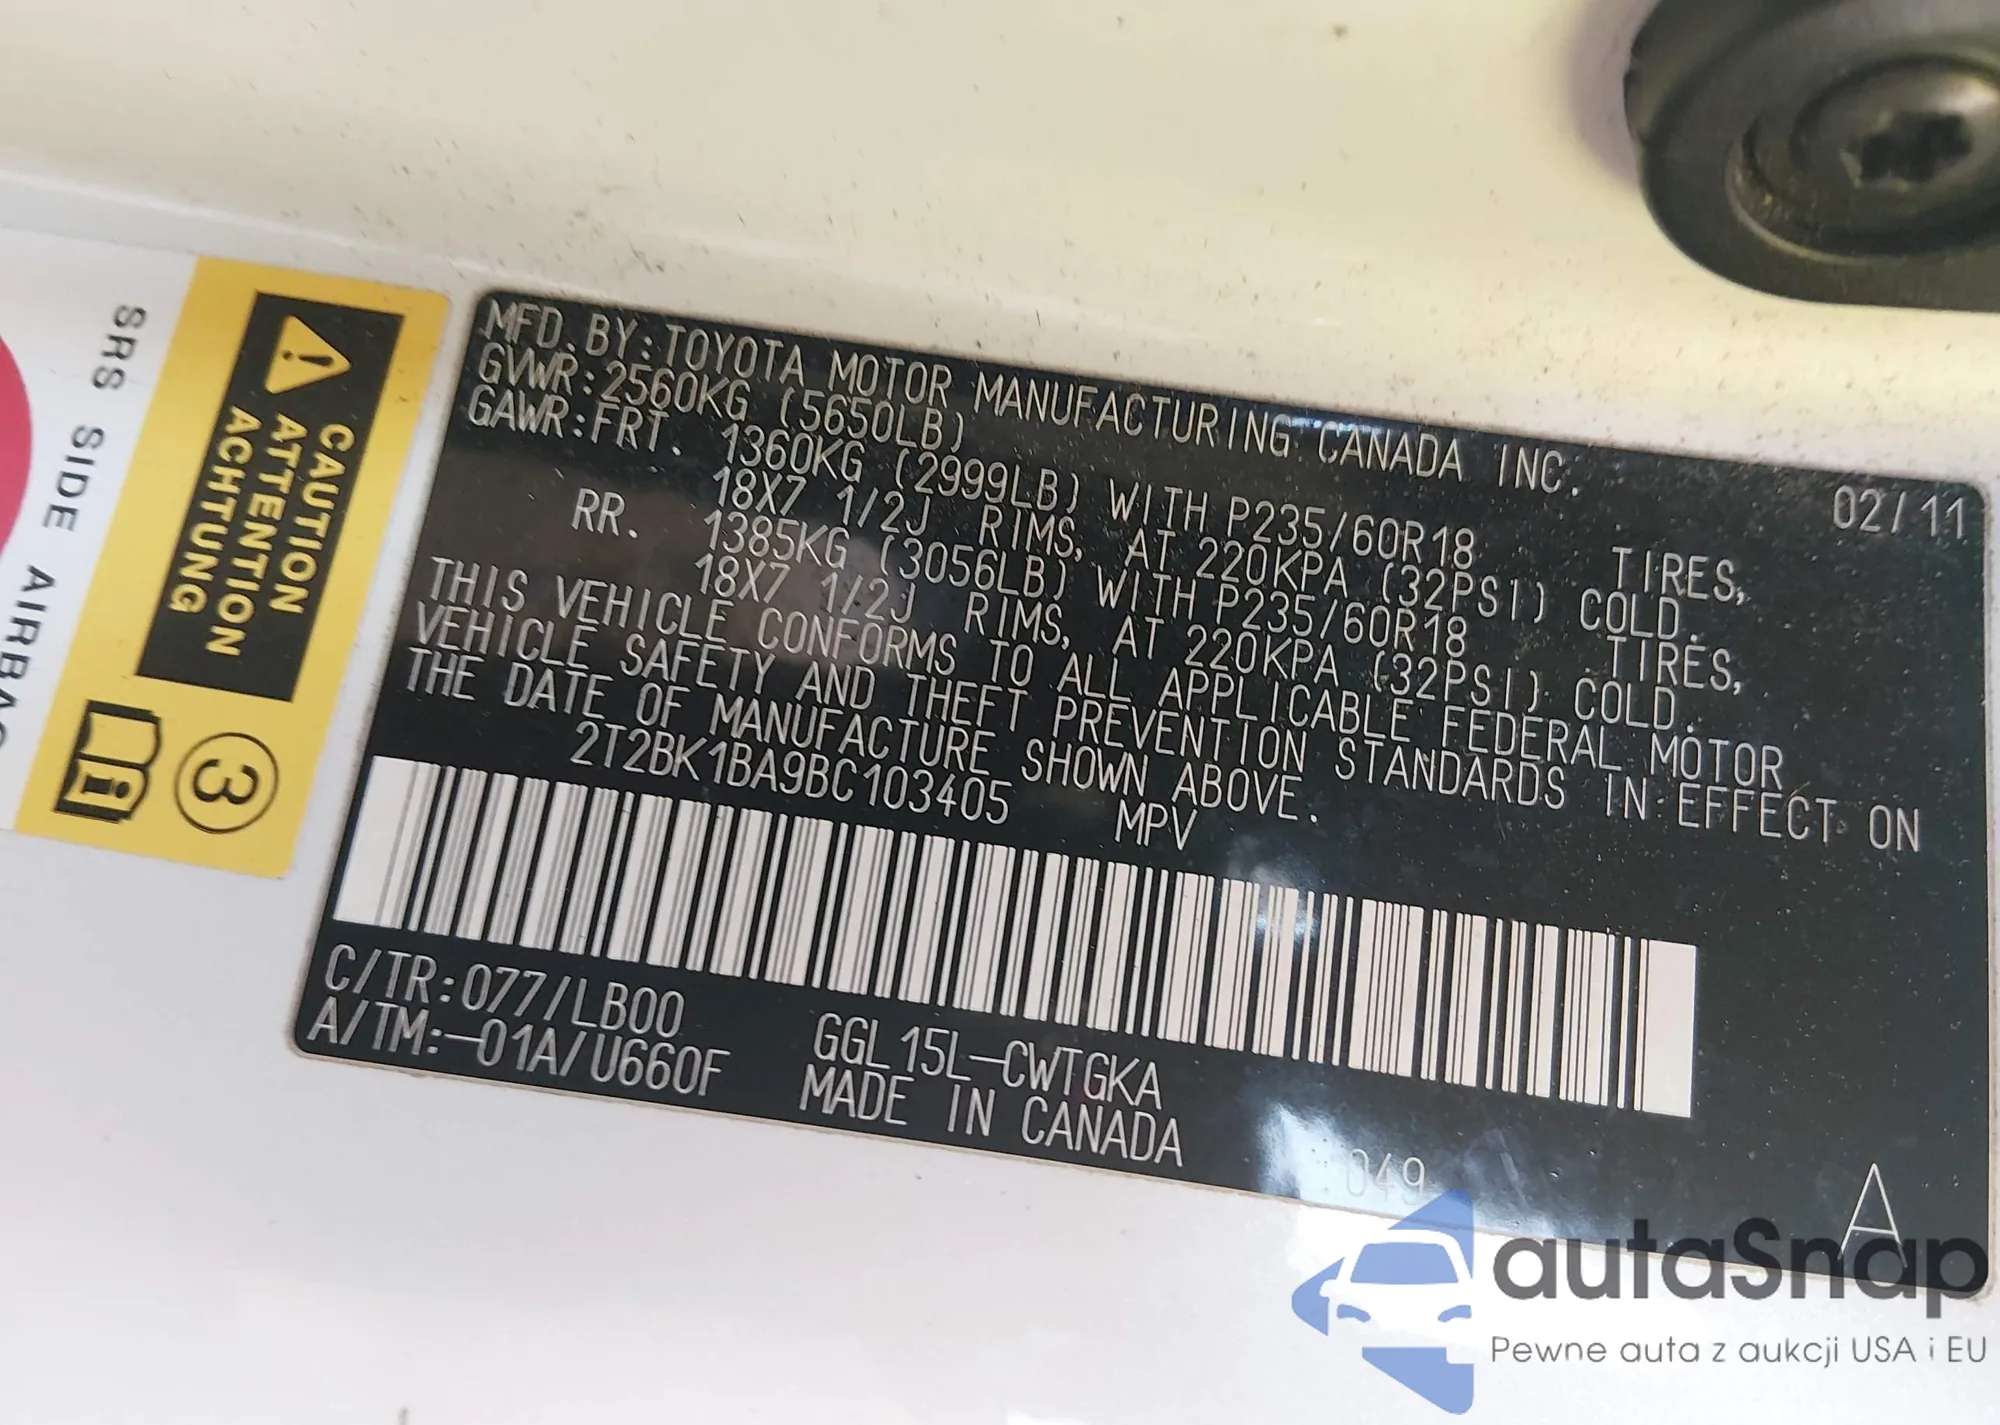 MFD. BY: TOYOTA MOTOR MANUFACTURING CANADA INC. 02/11
GVWR: 2560KG (5650LB)
GAWR: FRT. 1360KG (2999LB) WITH P235/60R18 TIRES,
18X7 1/2J RIMS, AT 220KPA (32PSI) COLD.
RR. 1385KG (3056LB) WITH P235/60R18 TIRES,
18X7 1/2J RIMS, AT 220KPA (32PSI) COLD.
THIS VEHICLE CONFORMS TO ALL APPLICABLE FEDERAL MOTOR
VEHICLE SAFETY AND THEFT PREVENTION STANDARDS IN EFFECT ON
THE DATE OF MANUFACTURE SHOWN ABOVE.
2T2BK1BA9BC103405 MPV
C/TR: 077/LB00 GGL15L-CWTGKA
A/TM: -01A/U660F MADE IN CANADA
049
A
CAUTION
ATTENTION
ACHTUNG
3
SRS SIDE AIRBAG
autoSnap
Pewne auta z aukcji USA i EU